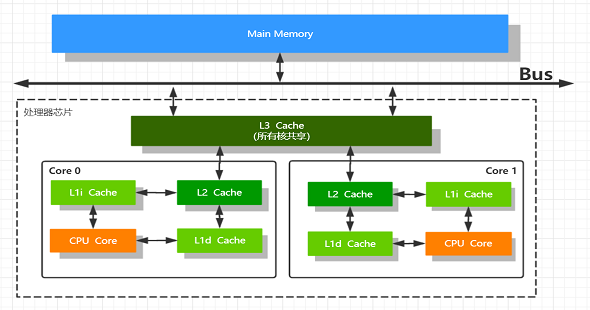 Main Memory
Bus
处理器芯片
L3 Cache
(所有核共享)
Core 0
Core 1
L1i Cache
L2 Cache
L2 Cache
L1i Cache
CPU Core
L1d Cache
L1d Cache
CPU Core